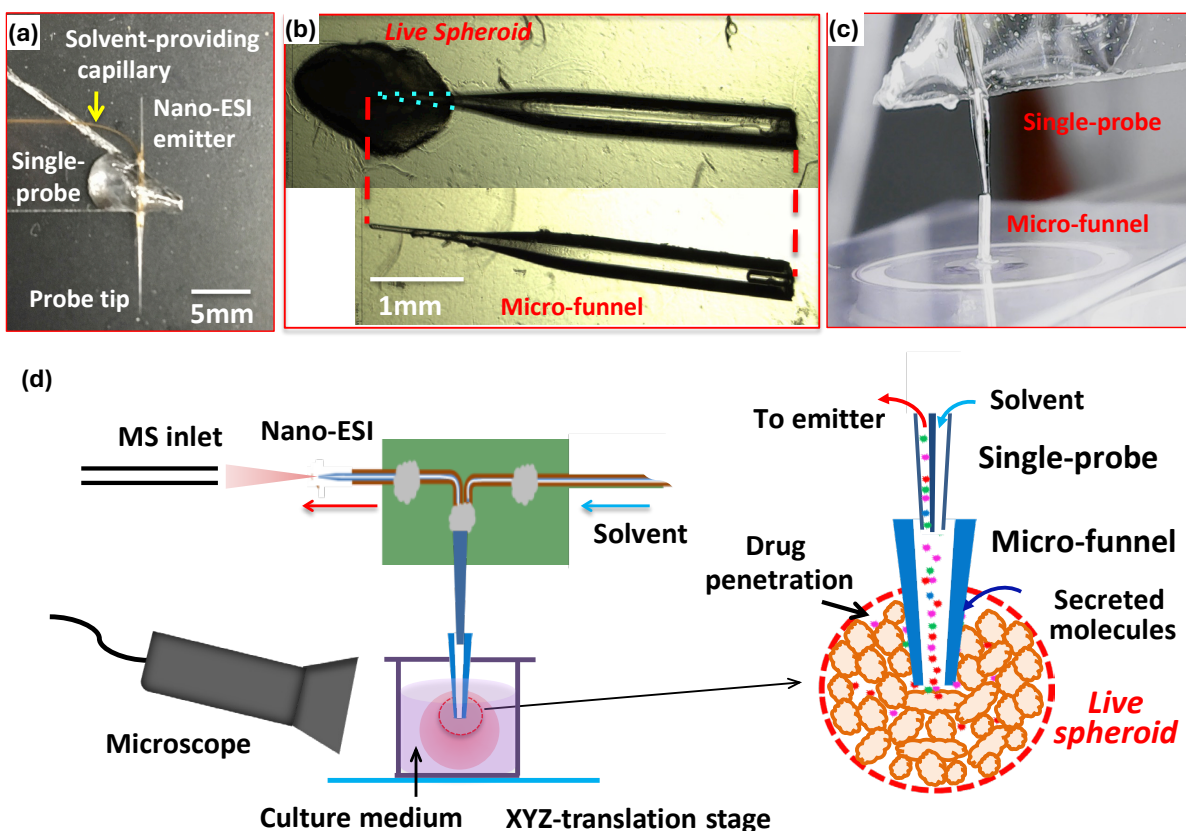 (a)
Solvent-providing
capillary
Nano-ESI
emitter
Single-
probe
Probe tip
5mm
(b)
Live Spheroid
1mm
Micro-funnel
(c)
Single-probe
Micro-funnel
(d)
MS inlet
Nano-ESI
Solvent
Microscope
Culture medium
XYZ-translation stage
To emitter
Solvent
Single-probe
Micro-funnel
Drug
penetration
Secreted
molecules
Live
spheroid